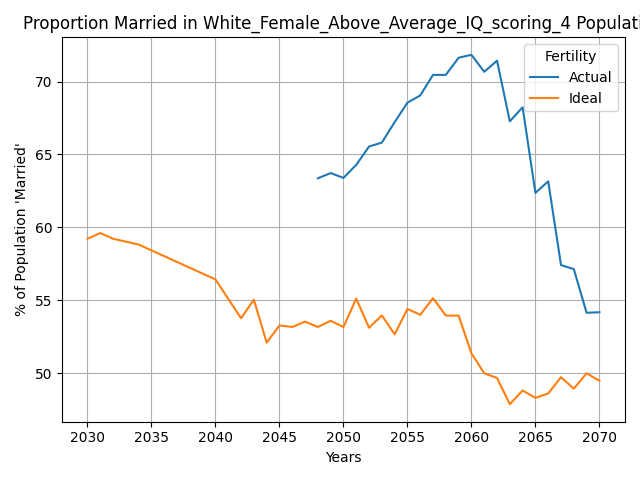 Proportion Married in White_Female_Above_Average_IQ_scoring_4 Populati
Fertility
Actual
Ideal
70
65
60
55
50
% of Population 'Married'
2030 2035 2040 2045 2050 2055 2060 2065 2070
Years